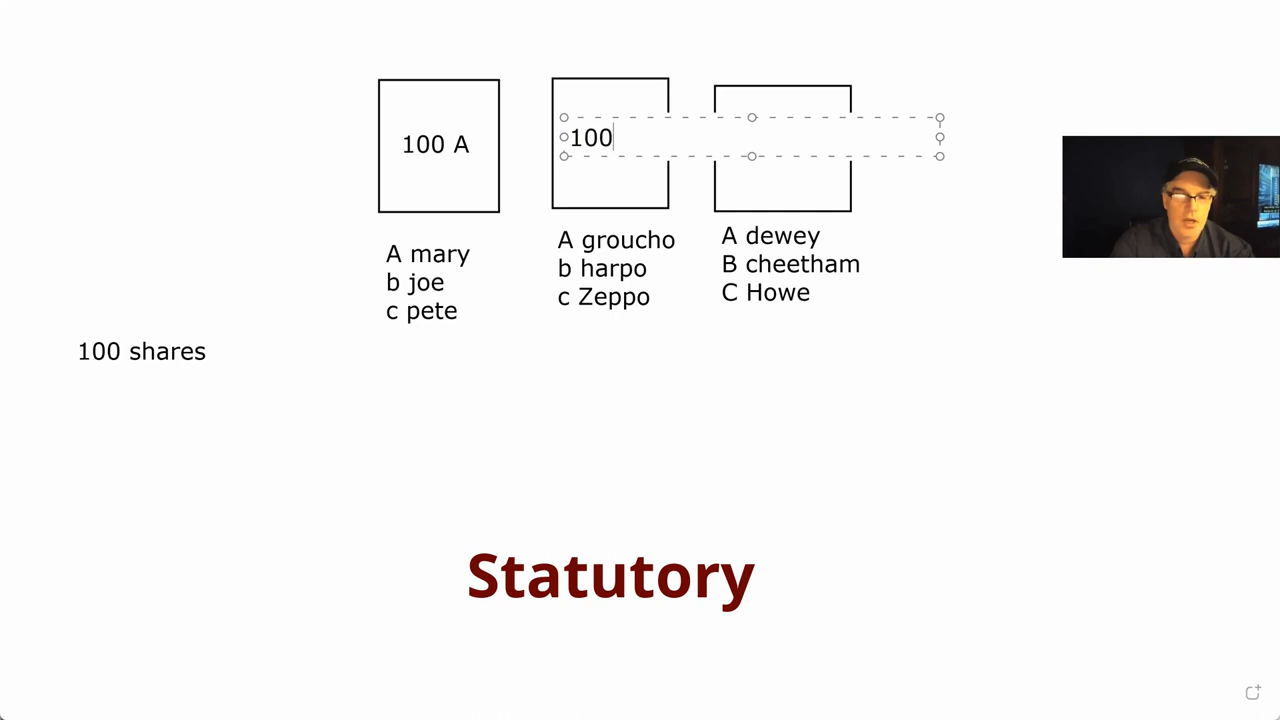 100 A
100
A mary
b joe
c pete
A groucho
b harpo
c Zeppo
A dewey
B cheetham
C Howe
100 shares
Statutory